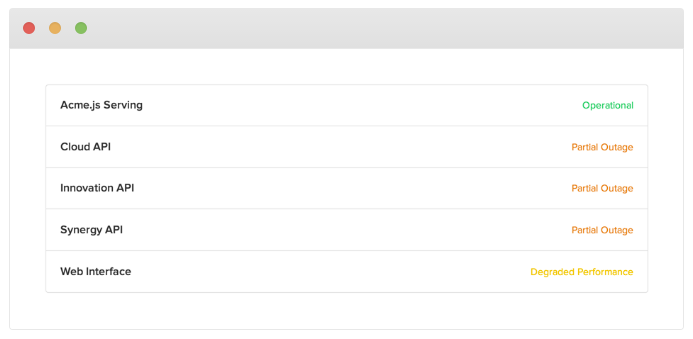 Acme.js Serving Operational
Cloud API Partial Outage
Innovation API Partial Outage
Synergy API Partial Outage
Web Interface Degraded Performance